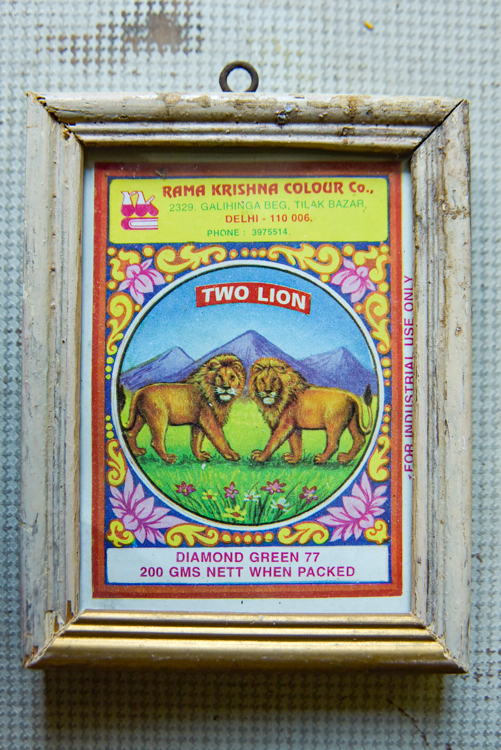 RAMA KRISHNA COLOUR Co.,
2329, GALIHINGA BEG, TILAK BAZAR,
DELHI - 110 006.
PHONE : 3975514.
TWO LION
FOR INDUSTRIAL USE ONLY
DIAMOND GREEN 77
200 GMS NETT WHEN PACKED